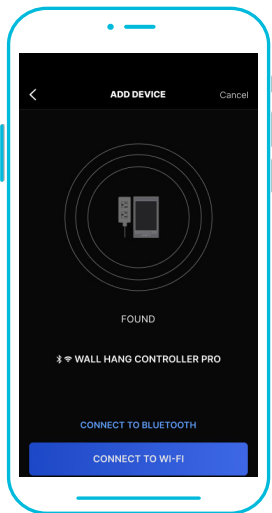 ADD DEVICE Cancel
FOUND
WALL HANG CONTROLLER PRO
CONNECT TO BLUETOOTH
CONNECT TO WI-FI